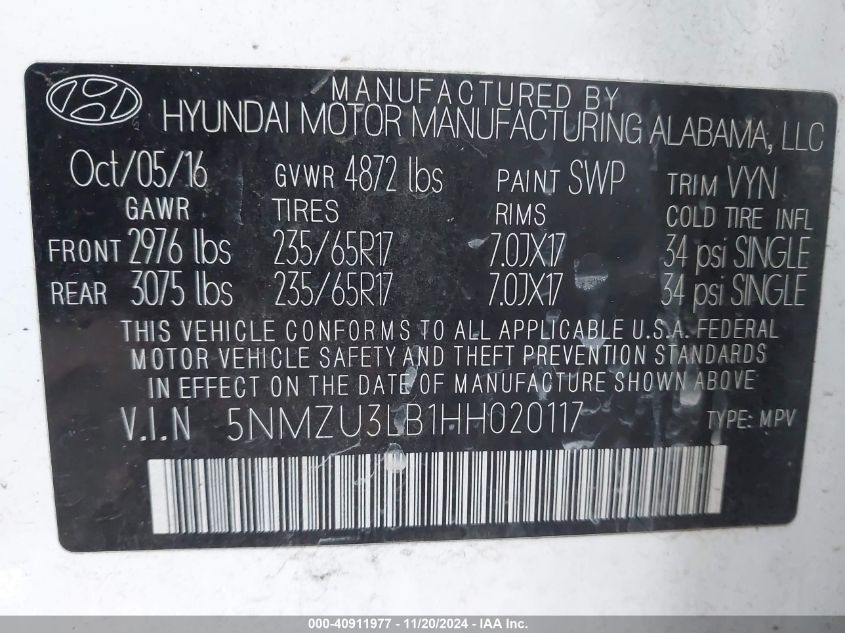 MANUFACTURED BY
HYUNDAI MOTOR MANUFACTURING ALABAMA, LLC
Oct/05/16 GVWR 4872 lbs PAINT SWP TRIM VYN
GAWR TIRES RIMS COLD TIRE INFL
FRONT 2976 lbs 235/65R17 7.0JX17 34 psi SINGLE
REAR 3075 lbs 235/65R17 7.0JX17 34 psi SINGLE
THIS VEHICLE CONFORMS TO ALL APPLICABLE U.S.A. FEDERAL
MOTOR VEHICLE SAFETY AND THEFT PREVENTION STANDARDS
IN EFFECT ON THE DATE OF MANUFACTURE SHOWN ABOVE
V.I.N 5NMZU3LB1HH020117 TYPE: MPV
000-40911977 - 11/20/2024 - IAA Inc.